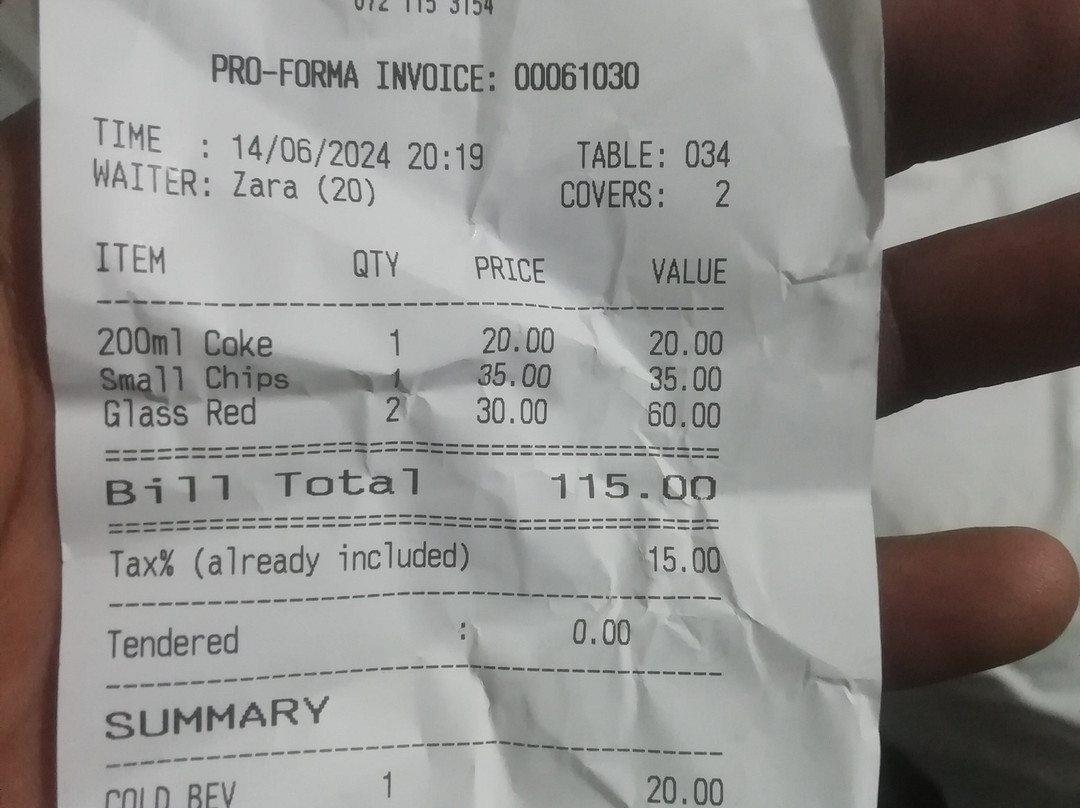 072 115 3154
PRO-FORMA INVOICE: 00061030
TIME : 14/06/2024 20:19 TABLE: 034
WAITER: Zara (20) COVERS: 2
ITEM QTY PRICE VALUE
200ml Coke 1 20.00 20.00
Small Chips 1 35.00 35.00
Glass Red 2 30.00 60.00
Bill Total 115.00
Tax% (already included) 15.00
Tendered : 0.00
SUMMARY
COLD BEV 1 20.00